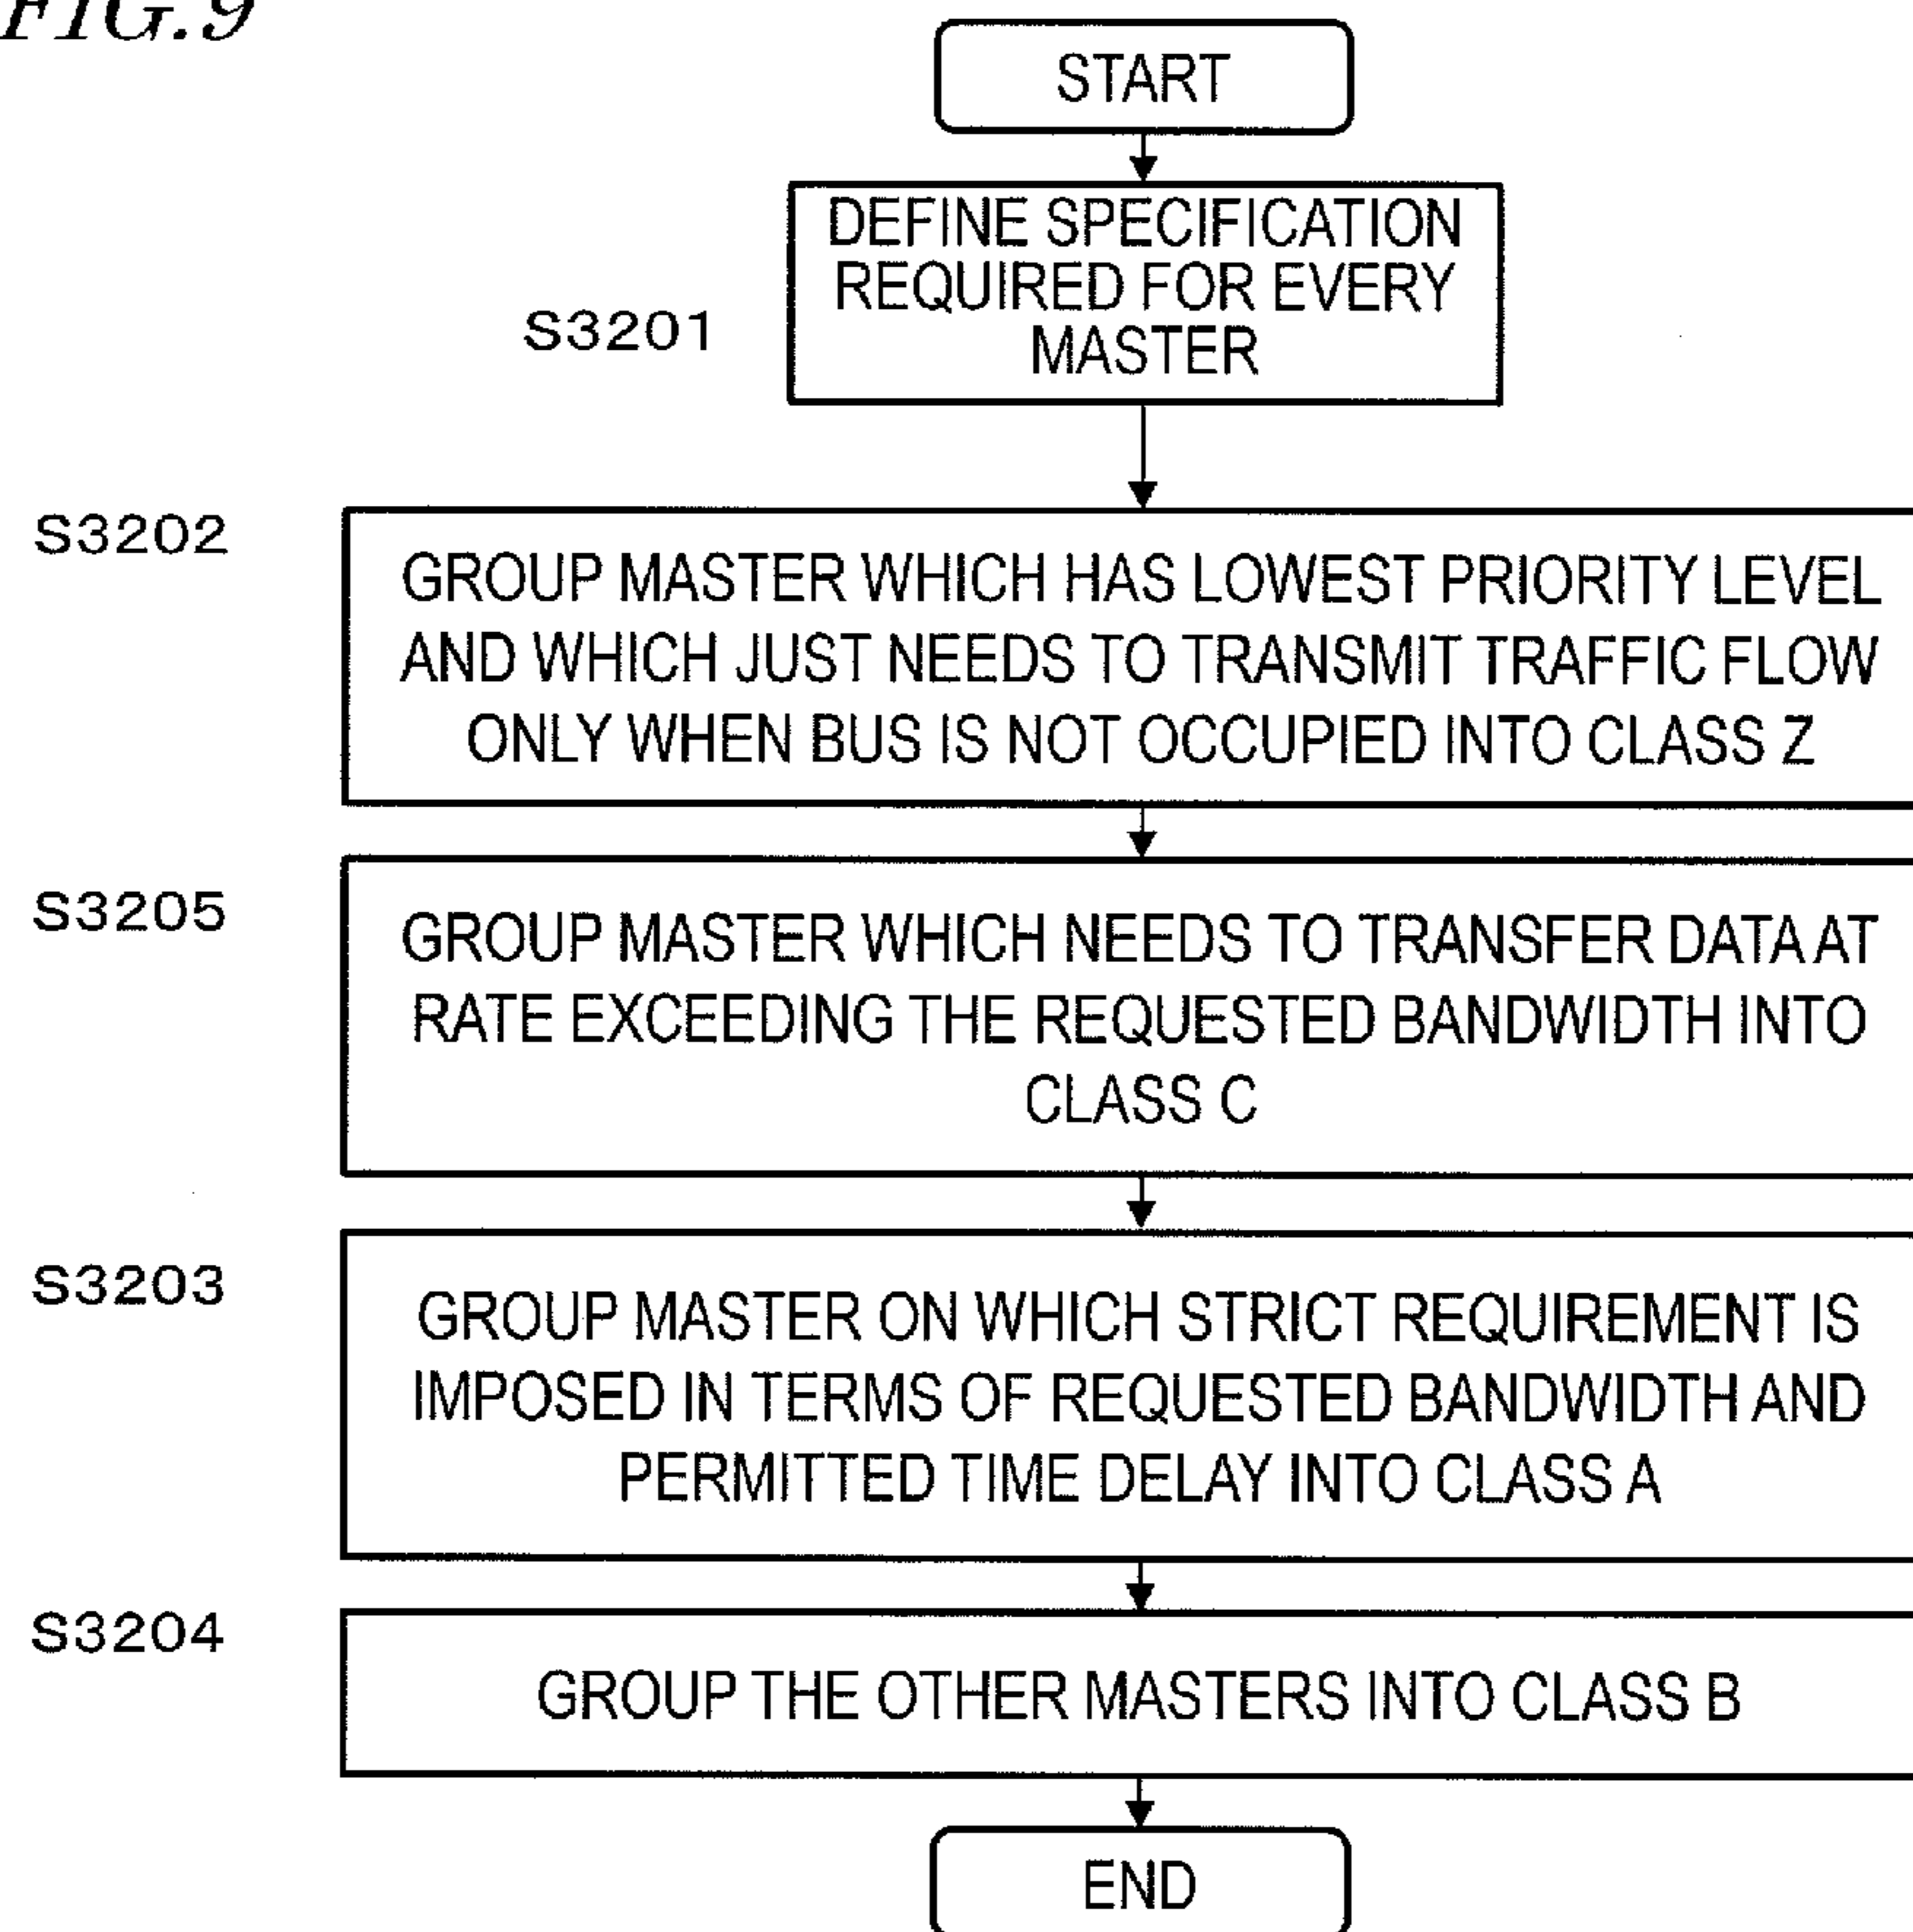 FIG.9
START
S3201
DEFINE SPECIFICATION
REQUIRED FOR EVERY
MASTER
S3202
GROUP MASTER WHICH HAS LOWEST PRIORITY LEVEL
AND WHICH JUST NEEDS TO TRANSMIT TRAFFIC FLOW
ONLY WHEN BUS IS NOT OCCUPIED INTO CLASS Z
S3205
GROUP MASTER WHICH NEEDS TO TRANSFER DATA AT
RATE EXCEEDING THE REQUESTED BANDWIDTH INTO
CLASS C
S3203
GROUP MASTER ON WHICH STRICT REQUIREMENT IS
IMPOSED IN TERMS OF REQUESTED BANDWIDTH AND
PERMITTED TIME DELAY INTO CLASS A
S3204
GROUP THE OTHER MASTERS INTO CLASS B
END